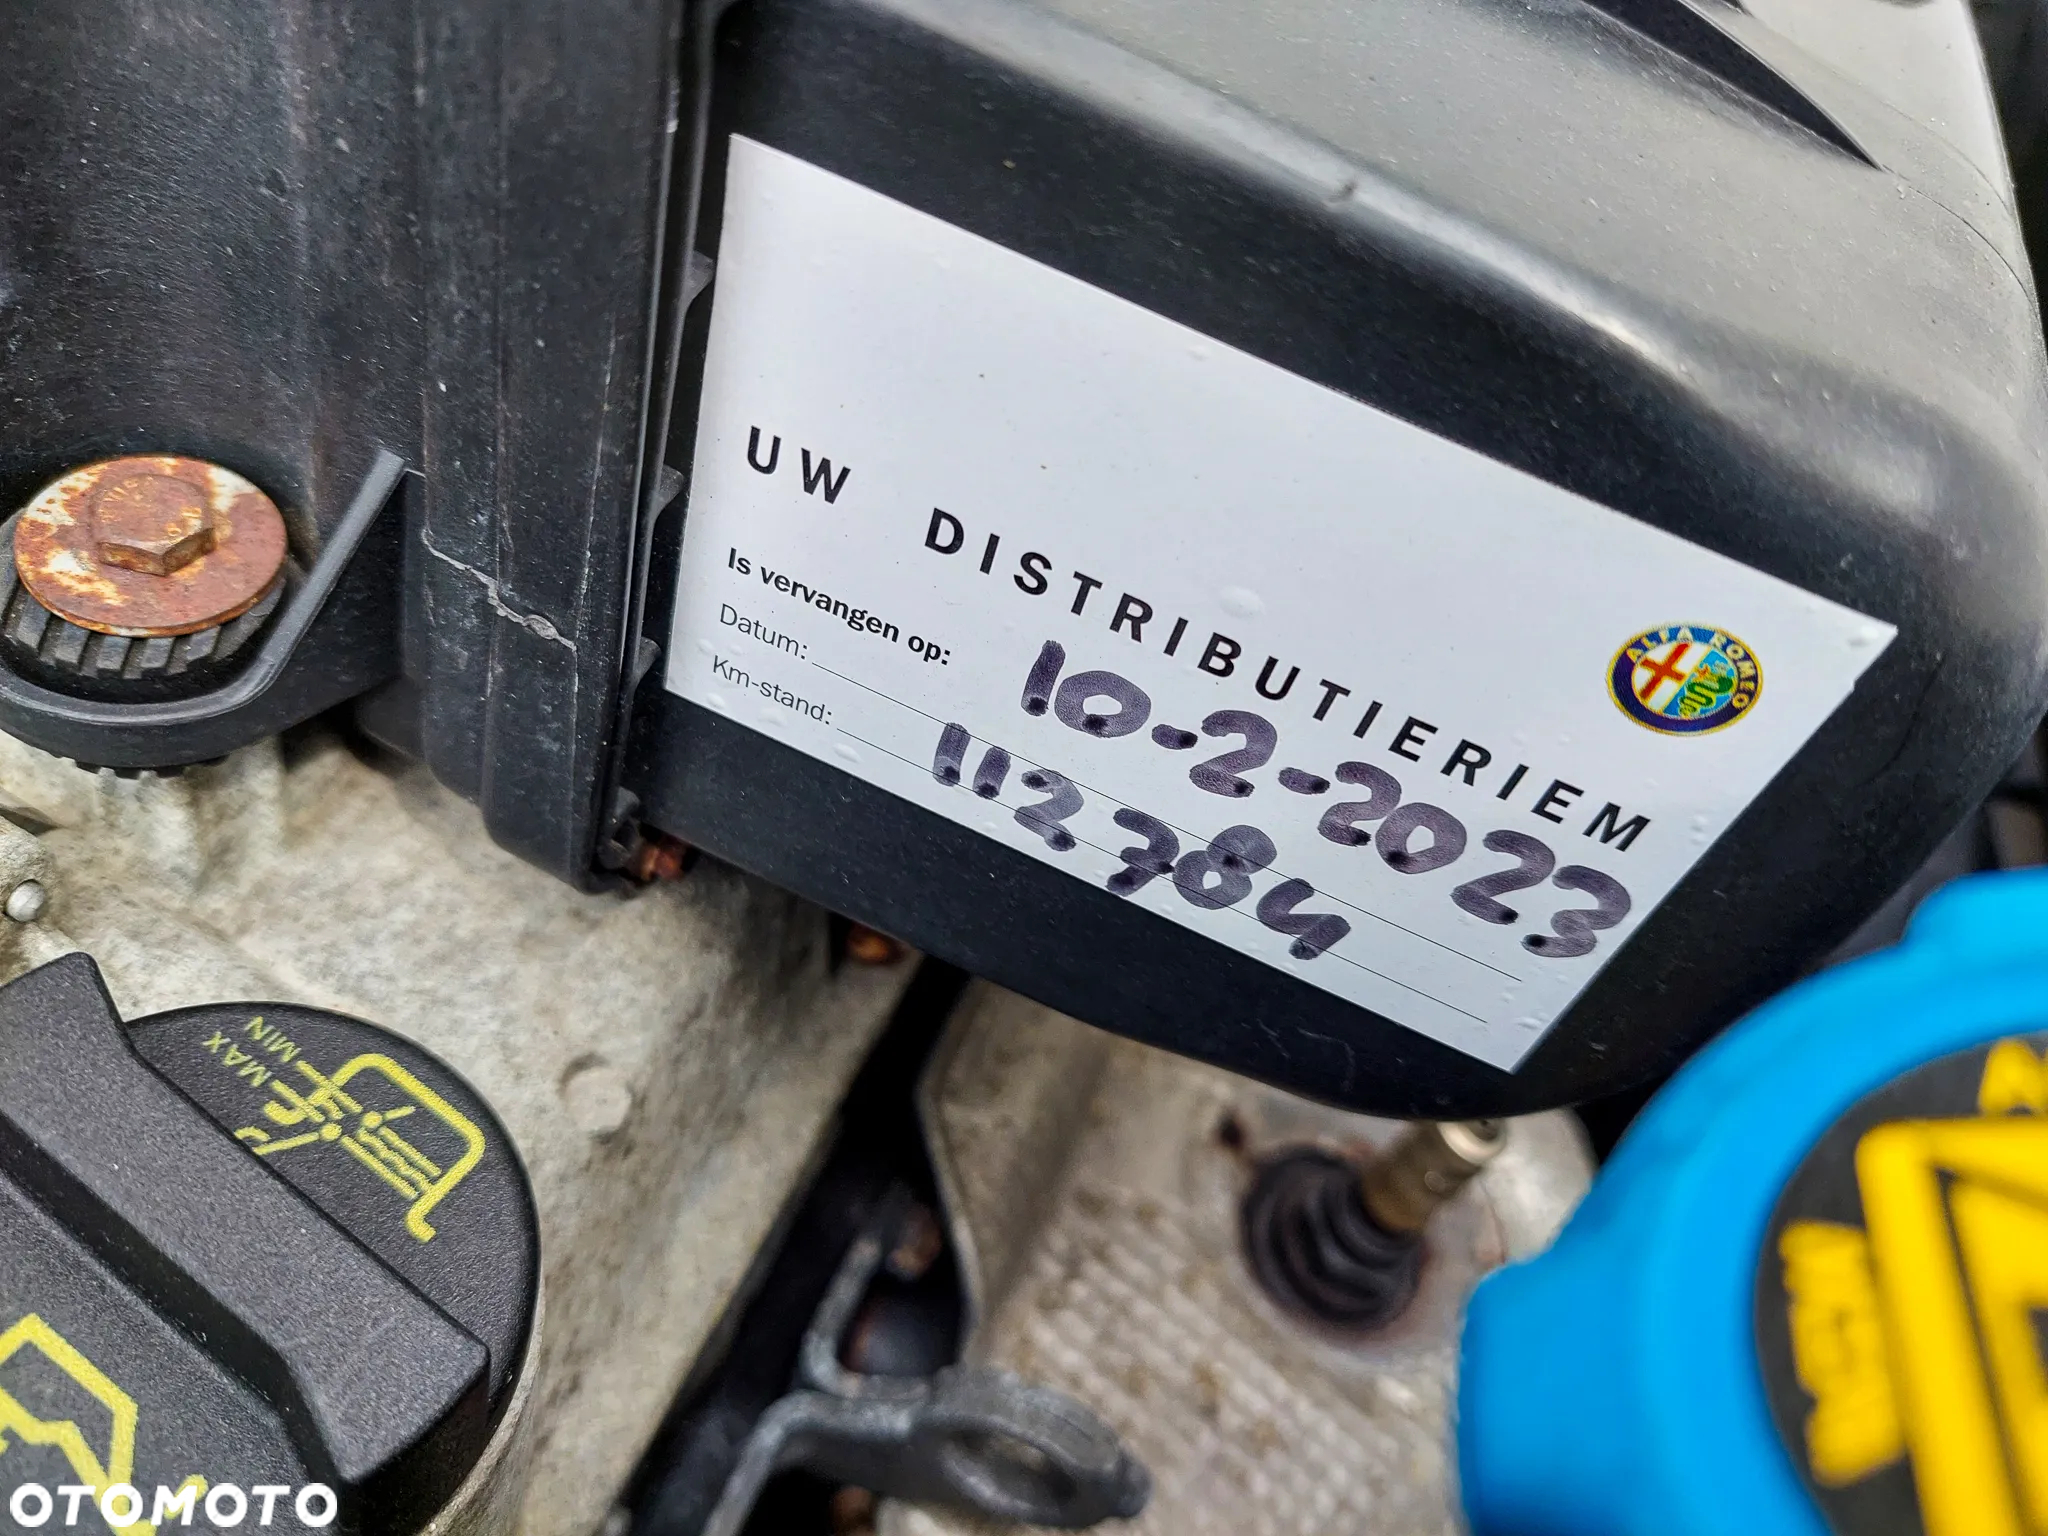 UW DISTRIBUTIERIEM
Is vervangen op:
Datum: 10-2-2023
Km-stand: 112784
ALFA ROMEO
MIN
MAX
OTOMOTO